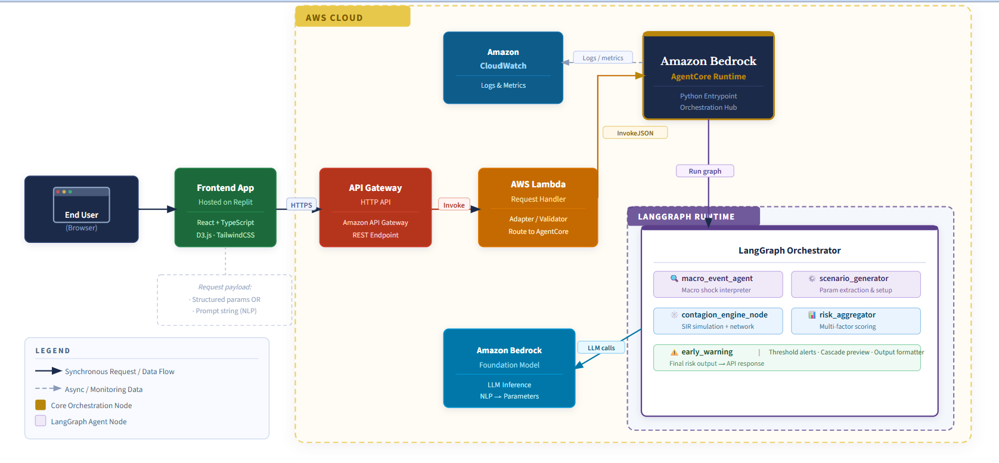 AWS CLOUD
Amazon
CloudWatch
Logs & Metrics
Logs / metrics
Amazon Bedrock
AgentCore Runtime
Python Entrypoint
Orchestration Hub
InvokeJSON
Run graph
End User
(Browser)
Frontend App
Hosted on Replit
React + TypeScript
D3.js · TailwindCSS
HTTPS
API Gateway
HTTP API
Amazon API Gateway
REST Endpoint
Invoke
AWS Lambda
Request Handler
Adapter / Validator
Route to AgentCore
Request payload:
· Structured params OR
· Prompt string (NLP)
LANGGRAPH RUNTIME
LangGraph Orchestrator
macro_event_agent
Macro shock interpreter
scenario_generator
Param extraction & setup
contagion_engine_node
SIR simulation + network
risk_aggregator
Multi-factor scoring
early_warning | Threshold alerts · Cascade preview · Output formatter
Final risk output → API response
LLM calls
Amazon Bedrock
Foundation Model
LLM Inference
NLP → Parameters
LEGEND
Synchronous Request / Data Flow
Async / Monitoring Data
Core Orchestration Node
LangGraph Agent Node